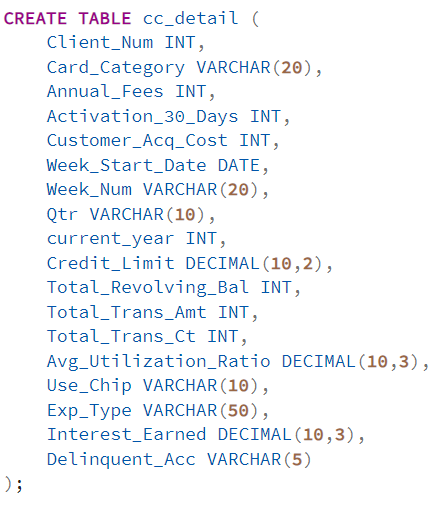 CREATE TABLE cc_detail (
    Client_Num INT,
    Card_Category VARCHAR(20),
    Annual_Fees INT,
    Activation_30_Days INT,
    Customer_Acq_Cost INT,
    Week_Start_Date DATE,
    Week_Num VARCHAR(20),
    Qtr VARCHAR(10),
    current_year INT,
    Credit_Limit DECIMAL(10,2),
    Total_Revolving_Bal INT,
    Total_Trans_Amt INT,
    Total_Trans_Ct INT,
    Avg_Utilization_Ratio DECIMAL(10,3),
    Use_Chip VARCHAR(10),
    Exp_Type VARCHAR(50),
    Interest_Earned DECIMAL(10,3),
    Delinquent_Acc VARCHAR(5)
);